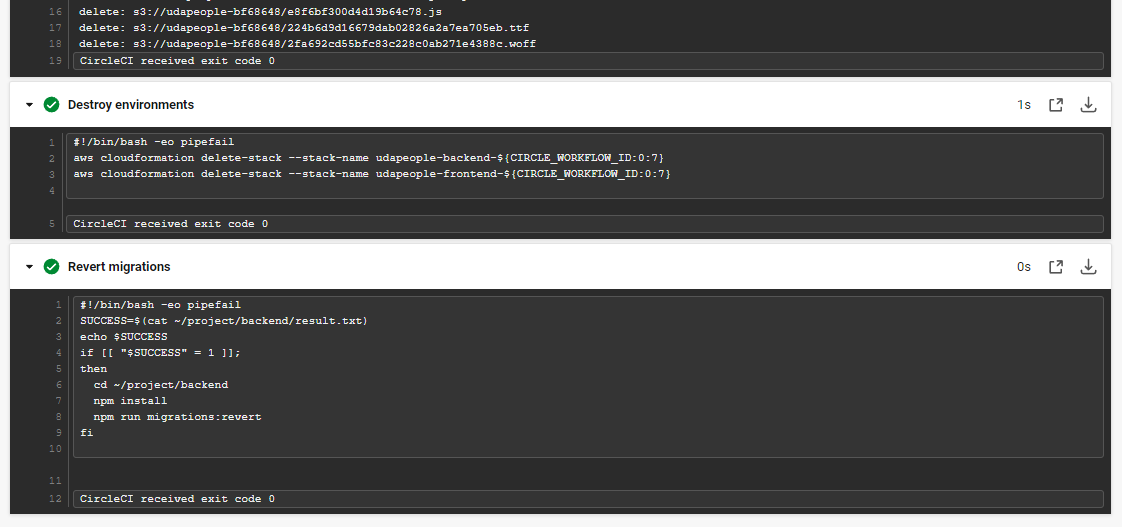 16 delete: s3://udapeople-bf68648/e8f6bf300d4d19b64c78.js
17 delete: s3://udapeople-bf68648/224b6d9d16679dab02826a2a7ea705eb.ttf
18 delete: s3://udapeople-bf68648/2fa692cd55bfc83c228c0ab271e4388c.woff
19 CircleCI received exit code 0
Destroy environments 1s
1 #!/bin/bash -eo pipefail
2 aws cloudformation delete-stack --stack-name udapeople-backend-${CIRCLE_WORKFLOW_ID:0:7}
3 aws cloudformation delete-stack --stack-name udapeople-frontend-${CIRCLE_WORKFLOW_ID:0:7}
4
5 CircleCI received exit code 0
Revert migrations 0s
1 #!/bin/bash -eo pipefail
2 SUCCESS=$(cat ~/project/backend/result.txt)
3 echo $SUCCESS
4 if [[ "$SUCCESS" = 1 ]];
5 then
6 cd ~/project/backend
7 npm install
8 npm run migrations:revert
9 fi
10
11
12 CircleCI received exit code 0